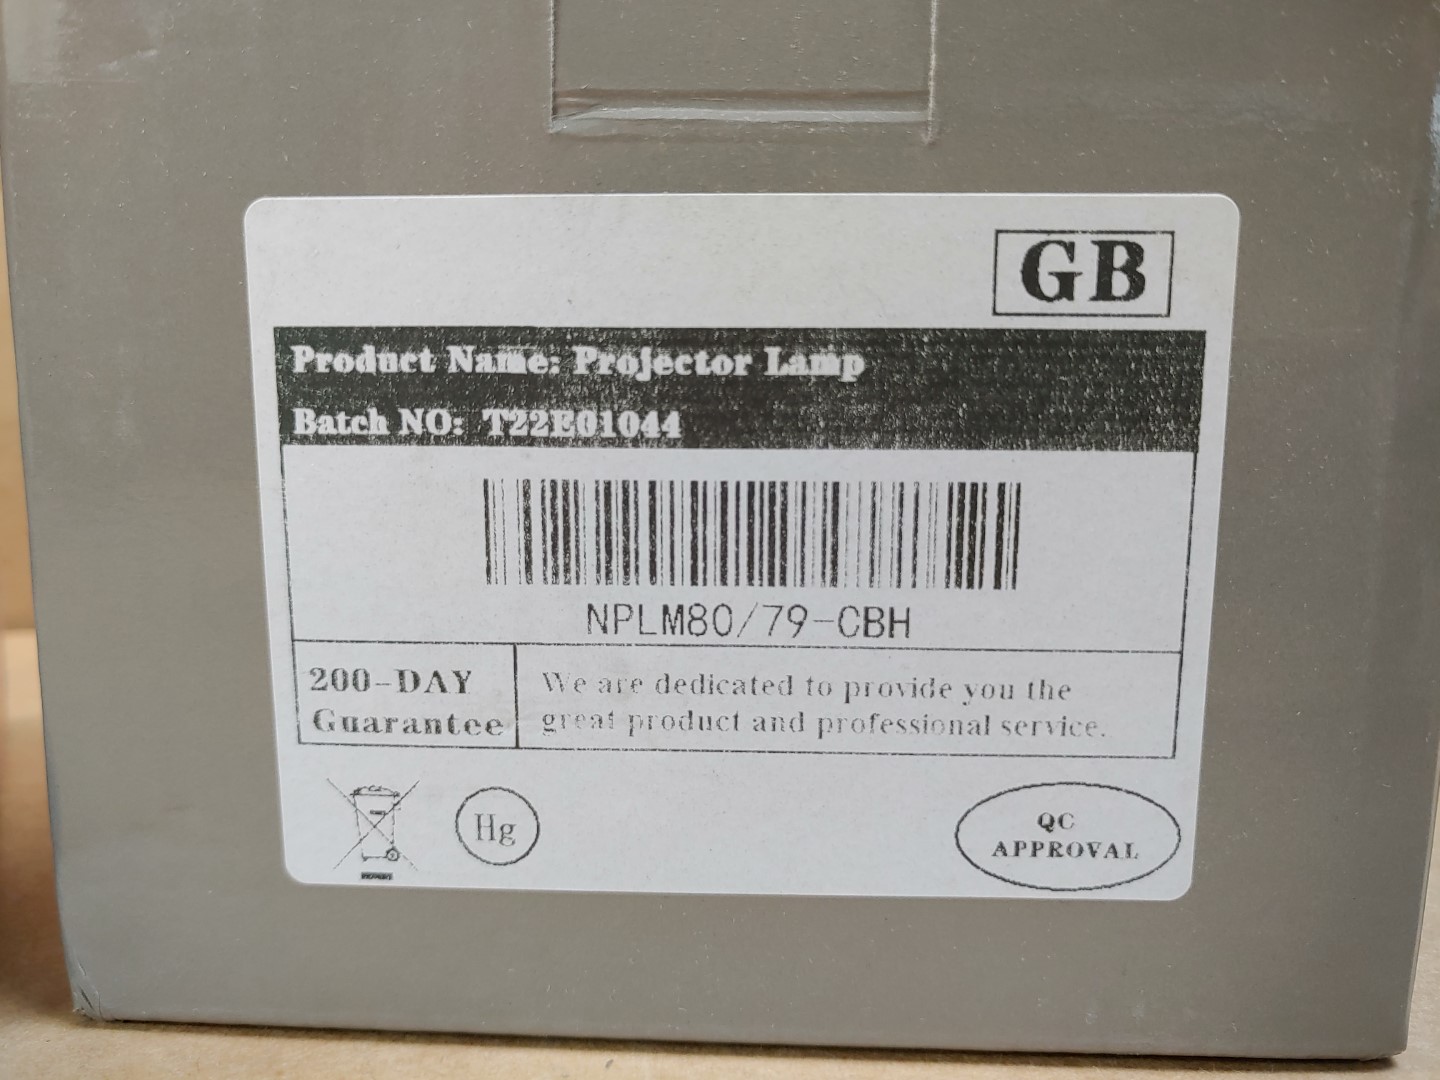 GB
Product Name: Projector Lamp
Batch NO: T22E01044
NPLM80/79-CBH
200-DAY
Guarantee
We are dedicated to provide you the
great product and professional service.
Hg
QC
APPROVAL